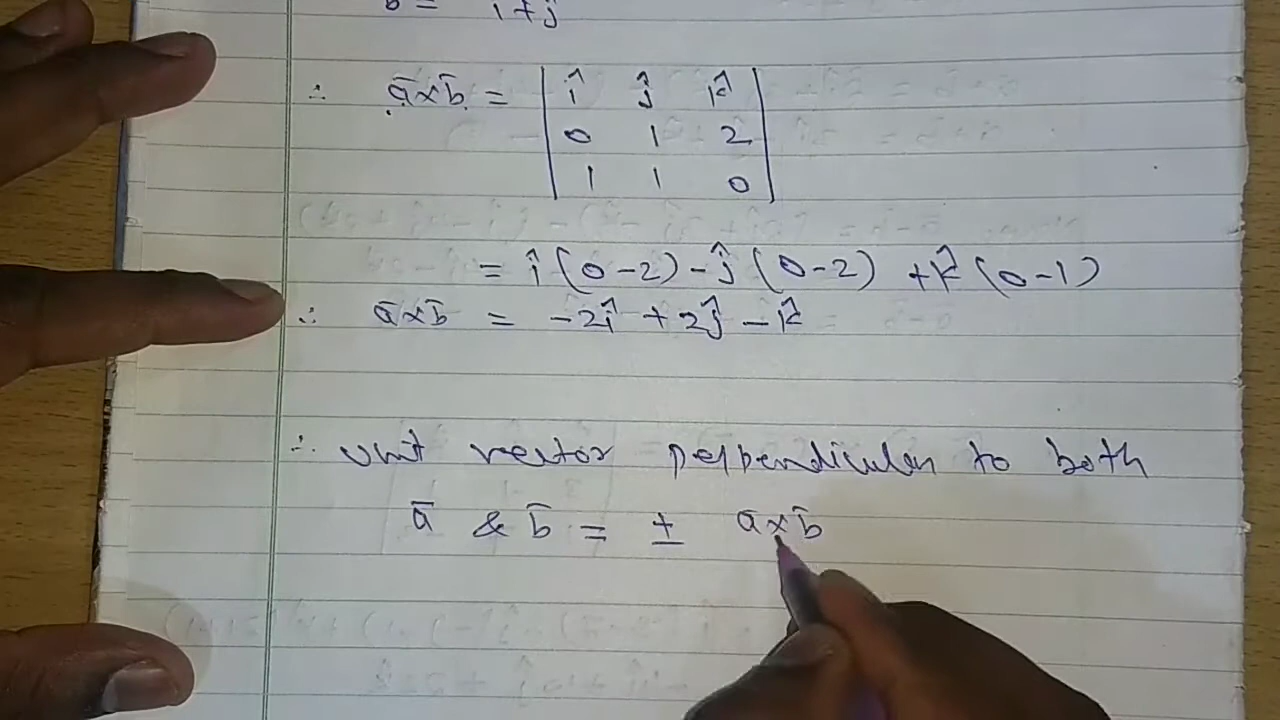 b̄ = î + ĵ
∴ ā×b̄ = | î ĵ k̂ |
0 1 2
1 1 0
= î (0-2) - ĵ (0-2) + k̂ (0-1)
∴ ā×b̄ = -2î + 2ĵ - k̂
∴ unit vector perpendicular to both
ā & b̄ = ± ā×b̄